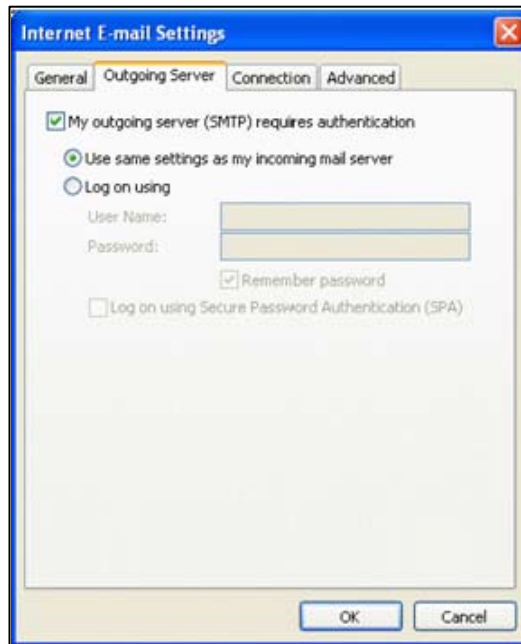 Internet E-mail Settings
General Outgoing Server Connection Advanced
My outgoing server (SMTP) requires authentication
Use same settings as my incoming mail server
Log on using
User Name:
Password:
Remember password
Log on using Secure Password Authentication (SPA)
OK Cancel